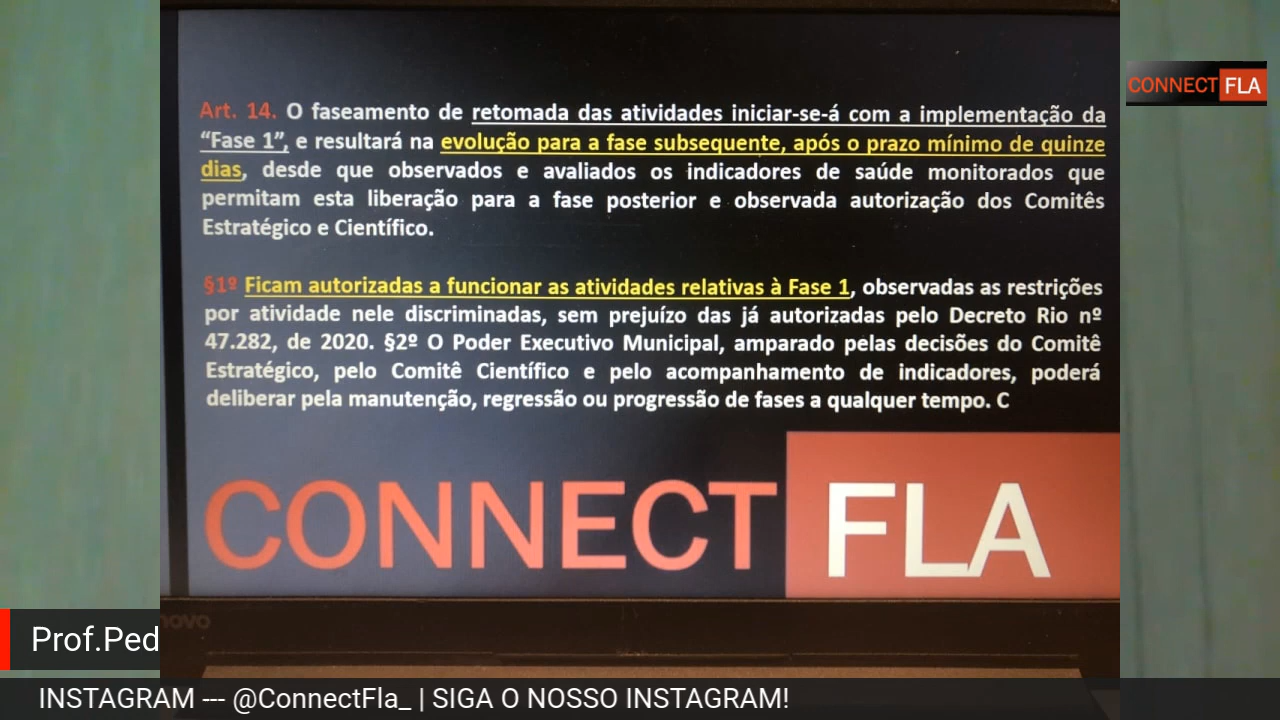 CONNECT FLA
Art. 14. O faseamento de retomada das atividades iniciar-se-á com a implementação da
“Fase 1”, e resultará na evolução para a fase subsequente, após o prazo mínimo de quinze
dias, desde que observados e avaliados os indicadores de saúde monitorados que
permitam esta liberação para a fase posterior e observada autorização dos Comitês
Estratégico e Científico.
§1º Ficam autorizadas a funcionar as atividades relativas à Fase 1, observadas as restrições
por atividade nele discriminadas, sem prejuízo das já autorizadas pelo Decreto Rio nº
47.282, de 2020. §2º O Poder Executivo Municipal, amparado pelas decisões do Comitê
Estratégico, pelo Comitê Científico e pelo acompanhamento de indicadores, poderá
deliberar pela manutenção, regressão ou progressão de fases a qualquer tempo. C
CONNECT FLA
novo
Prof.Ped
INSTAGRAM --- @ConnectFla_ | SIGA O NOSSO INSTAGRAM!